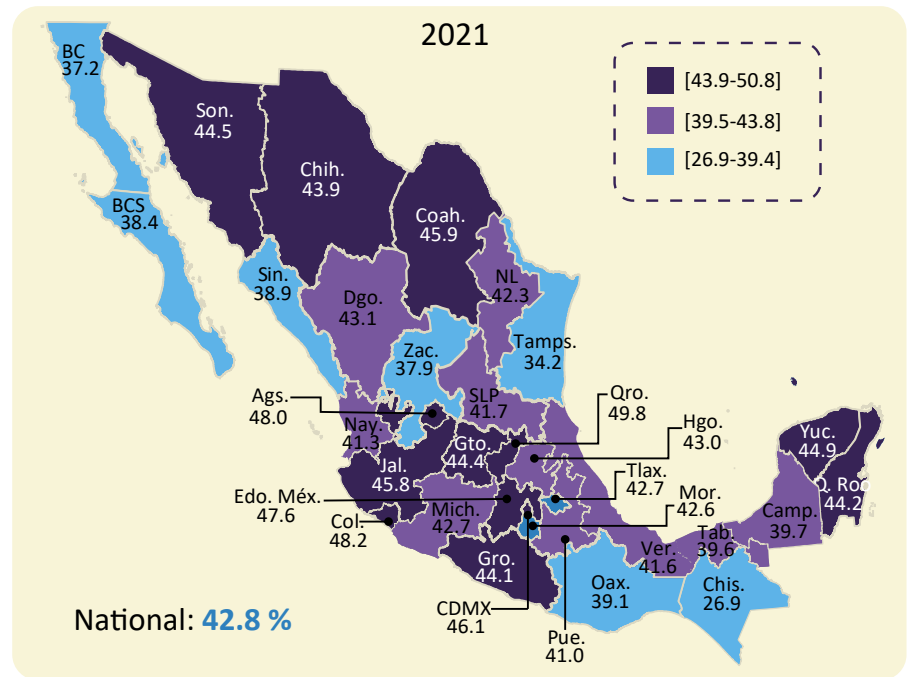 2021
[43.9-50.8]
[39.5-43.8]
[26.9-39.4]
BC
37.2
Son.
44.5
Chih.
43.9
BCS
38.4
Coah.
45.9
Sin.
38.9
NL
42.3
Dgo.
43.1
Tamps.
34.2
Zac.
37.9
Ags.
48.0
SLP
41.7
Qro.
49.8
Nay.
41.3
Hgo.
43.0
Gto.
44.4
Yuc.
44.9
Jal.
45.8
Tlax.
42.7
Q. Roo
44.2
Edo. Méx.
47.6
Mor.
42.6
Mich.
42.7
Camp.
39.7
Col.
48.2
Tab.
39.6
Ver.
41.6
Gro.
44.1
Oax.
39.1
Chis.
26.9
CDMX
46.1
National: 42.8 %
Pue.
41.0